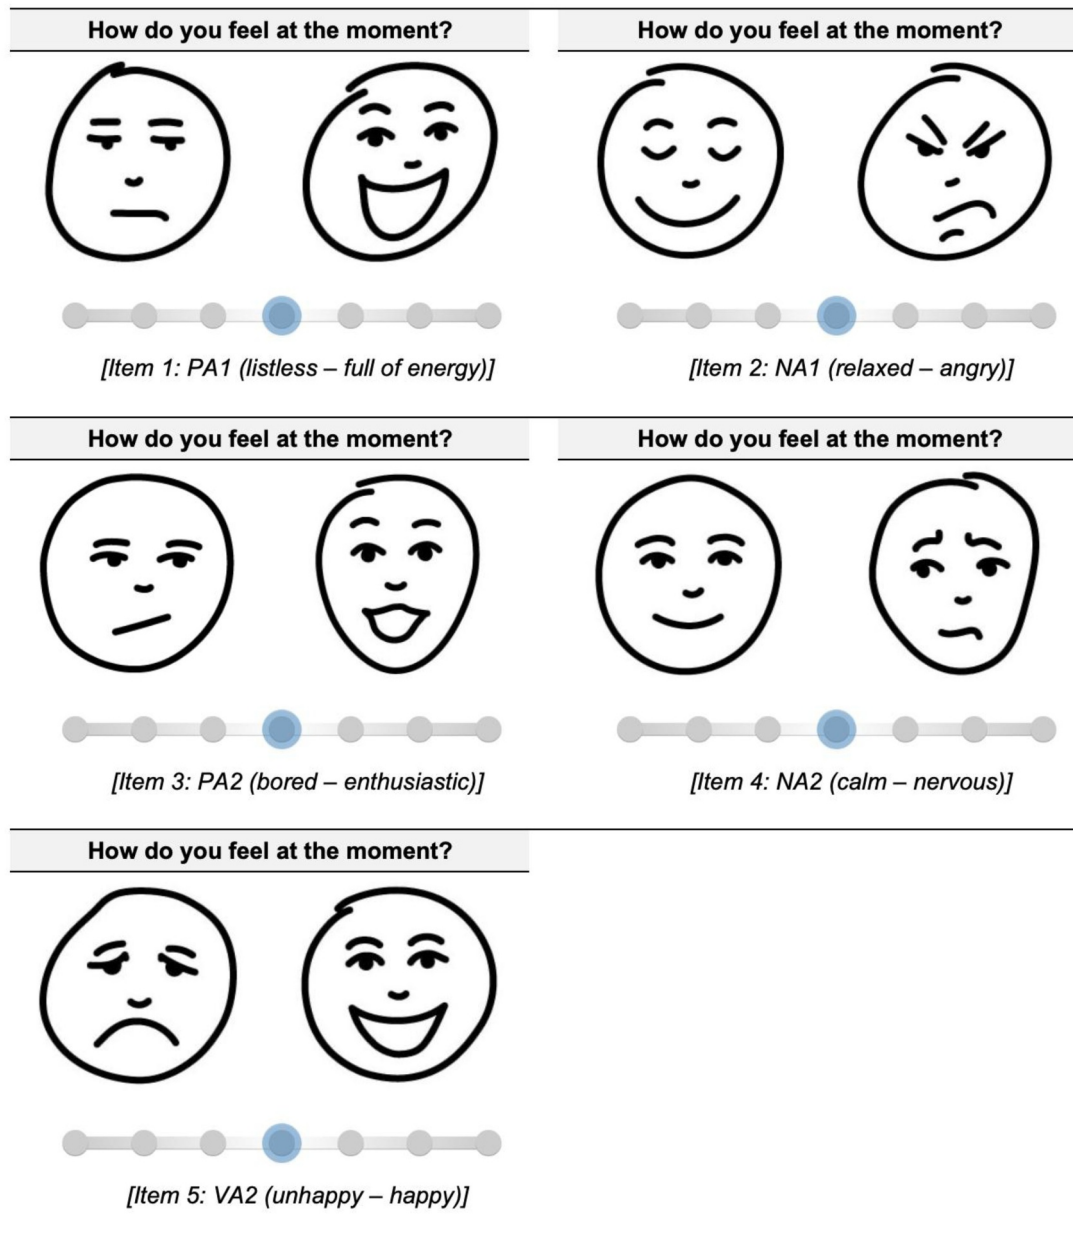 How do you feel at the moment?
How do you feel at the moment?
[Item 1: PA1 (listless – full of energy)]
[Item 2: NA1 (relaxed – angry)]
How do you feel at the moment?
How do you feel at the moment?
[Item 3: PA2 (bored – enthusiastic)]
[Item 4: NA2 (calm – nervous)]
How do you feel at the moment?
[Item 5: VA2 (unhappy – happy)]